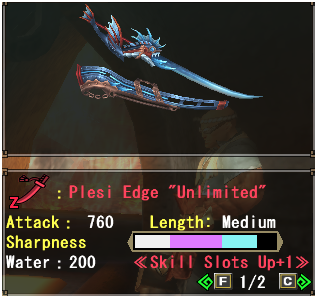 Z : Plesi Edge "Unlimited"
Attack : 760 Length: Medium
Sharpness
Water : 200 ≪Skill Slots Up+1≫
F 1/2 C